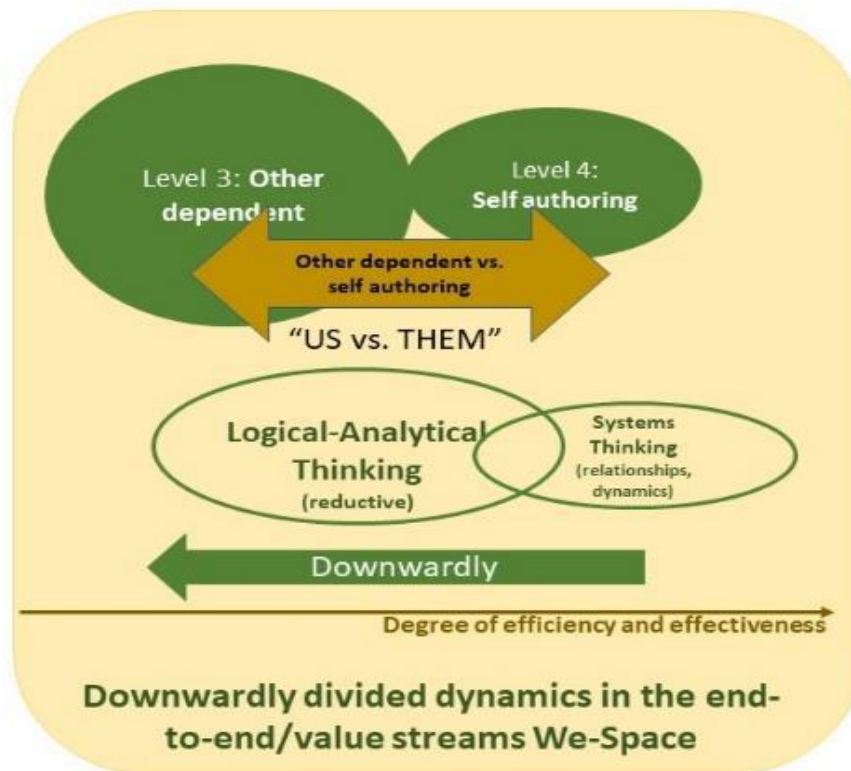 Level 3: Other
dependent
Level 4:
Self authoring
Other dependent vs.
self authoring
“US vs. THEM”
Logical-Analytical
Thinking
(reductive)
Systems
Thinking
(relationships,
dynamics)
Downwardly
Degree of efficiency and effectiveness
Downwardly divided dynamics in the end-
to-end/value streams We-Space